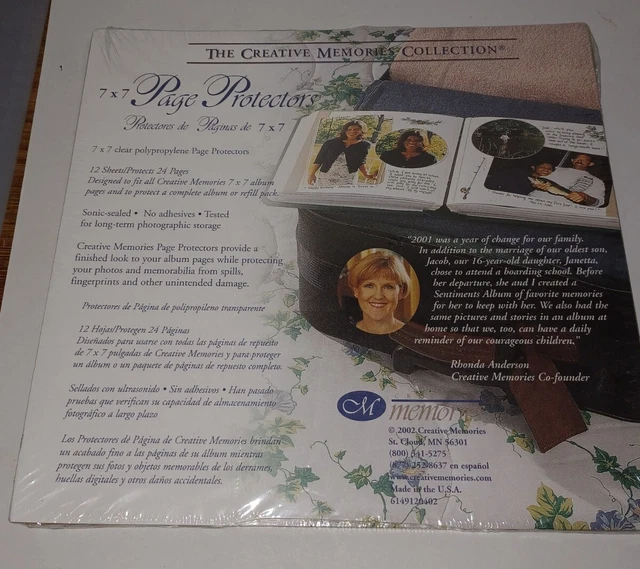 THE CREATIVE MEMORIES COLLECTION®
7 x 7 Page Protectors
Protectores de Páginas de 7 x 7
7 x 7 clear polypropylene Page Protectors
12 Sheets/Protects 24 Pages
Designed to fit all Creative Memories 7 x 7 album
pages and to protect a complete album or refill pack.
Sonic-sealed • No adhesives • Tested
for long-term photographic storage
Creative Memories Page Protectors provide a
finished look to your album pages while protecting
your photos and memorabilia from spills,
fingerprints and other unintended damage.
Protectores de Página de polipropileno transparente
12 Hojas/Protegen 24 Páginas
Diseñados para usarse con todas las páginas de repuesto
de 7 x 7 pulgadas de Creative Memories y para proteger
un álbum o un paquete de páginas de repuesto completo.
Sellados con ultrasonido • Sin adhesivos • Han pasado
pruebas que verifican su capacidad de almacenamiento
fotográfico a largo plazo
Los Protectores de Página de Creative Memories brindan
un acabado fino a las páginas de su álbum mientras
protegen sus fotos y objetos memorables de los derrames,
huellas digitales y otros daños accidentales.
"2001 was a year of change for our family.
In addition to the marriage of our oldest son,
Jacob, our 16-year-old daughter, Janetta,
chose to attend a boarding school. Before
her departure, she and I created a
Sentiments Album of favorite memories
for her to keep with her. We also had the
same pictures and stories in an album at
home so that we, too, can have a daily
reminder of our courageous children,"
Rhonda Anderson
Creative Memories Co-founder
M
© 2002 Creative Memories
St. Cloud, MN 56301
(800) 341-5275
(877) 252-8637 en español
www.creativememories.com
Made in the U.S.A.
6149120402